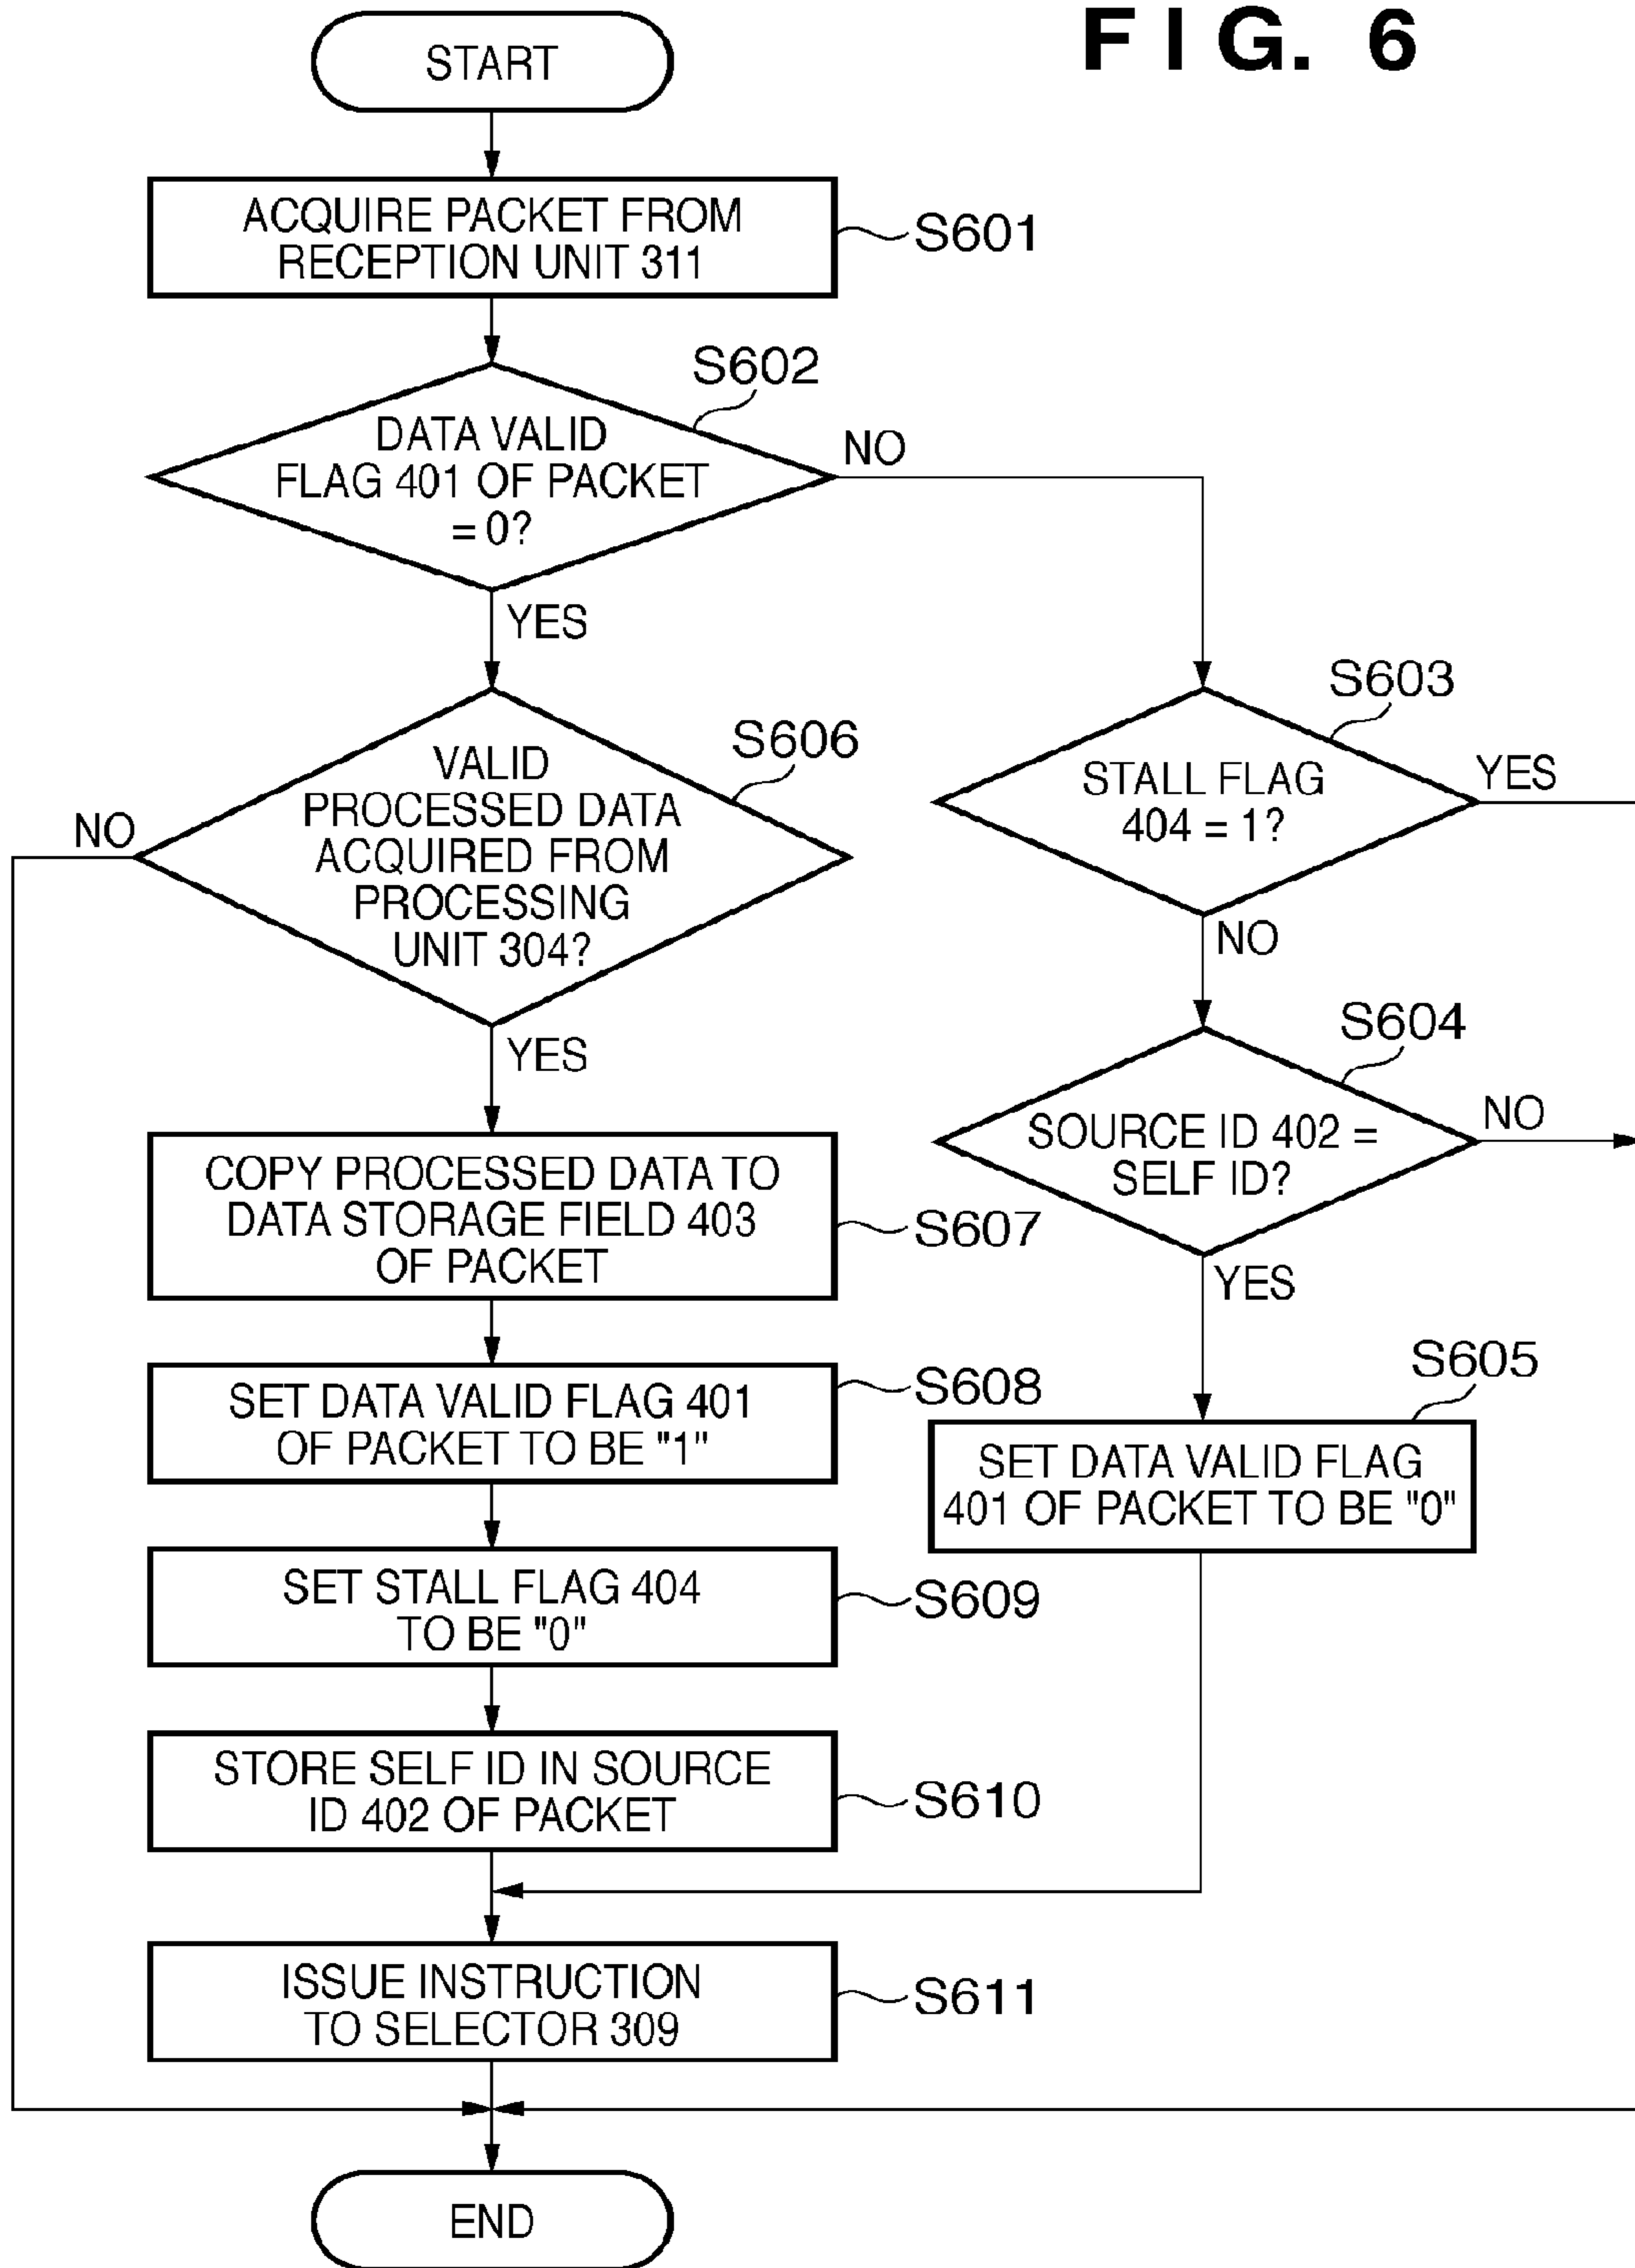 FIG. 6
START
ACQUIRE PACKET FROM
RECEPTION UNIT 311
S601
S602
DATA VALID
FLAG 401 OF PACKET
= 0?
NO
YES
S603
STALL FLAG
404 = 1?
YES
NO
S606
VALID
PROCESSED DATA
ACQUIRED FROM
PROCESSING
UNIT 304?
NO
YES
S604
SOURCE ID 402 =
SELF ID?
NO
YES
COPY PROCESSED DATA TO
DATA STORAGE FIELD 403
OF PACKET
S607
S605
SET DATA VALID FLAG
401 OF PACKET TO BE "0"
SET DATA VALID FLAG 401
OF PACKET TO BE "1"
S608
SET STALL FLAG 404
TO BE "0"
S609
STORE SELF ID IN SOURCE
ID 402 OF PACKET
S610
ISSUE INSTRUCTION
TO SELECTOR 309
S611
END